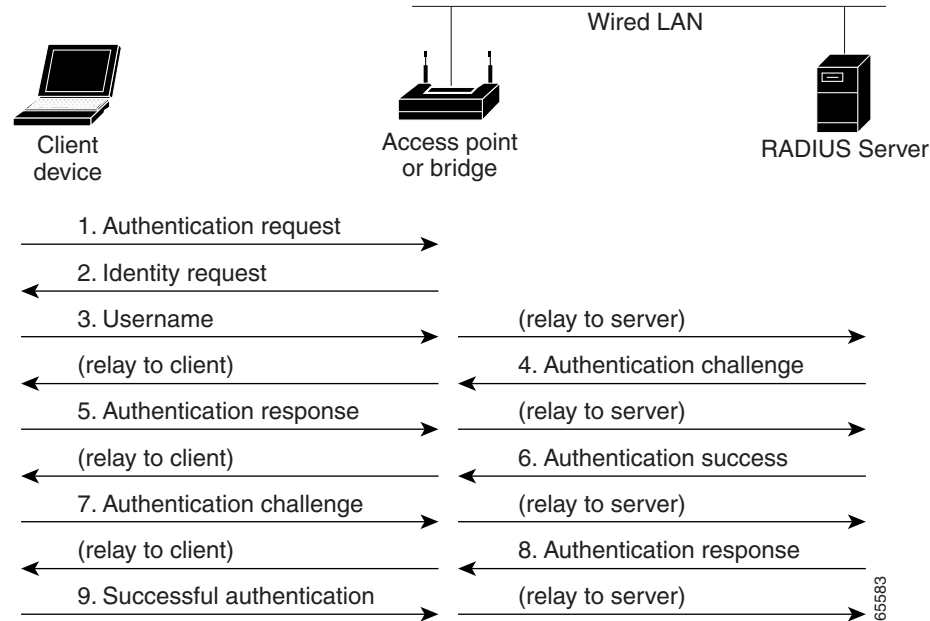 Wired LAN
Client
device
Access point
or bridge
RADIUS Server
1. Authentication request
2. Identity request
3. Username
(relay to server)
(relay to client)
4. Authentication challenge
5. Authentication response
(relay to server)
(relay to client)
6. Authentication success
7. Authentication challenge
(relay to server)
(relay to client)
8. Authentication response
9. Successful authentication
(relay to server)
65583